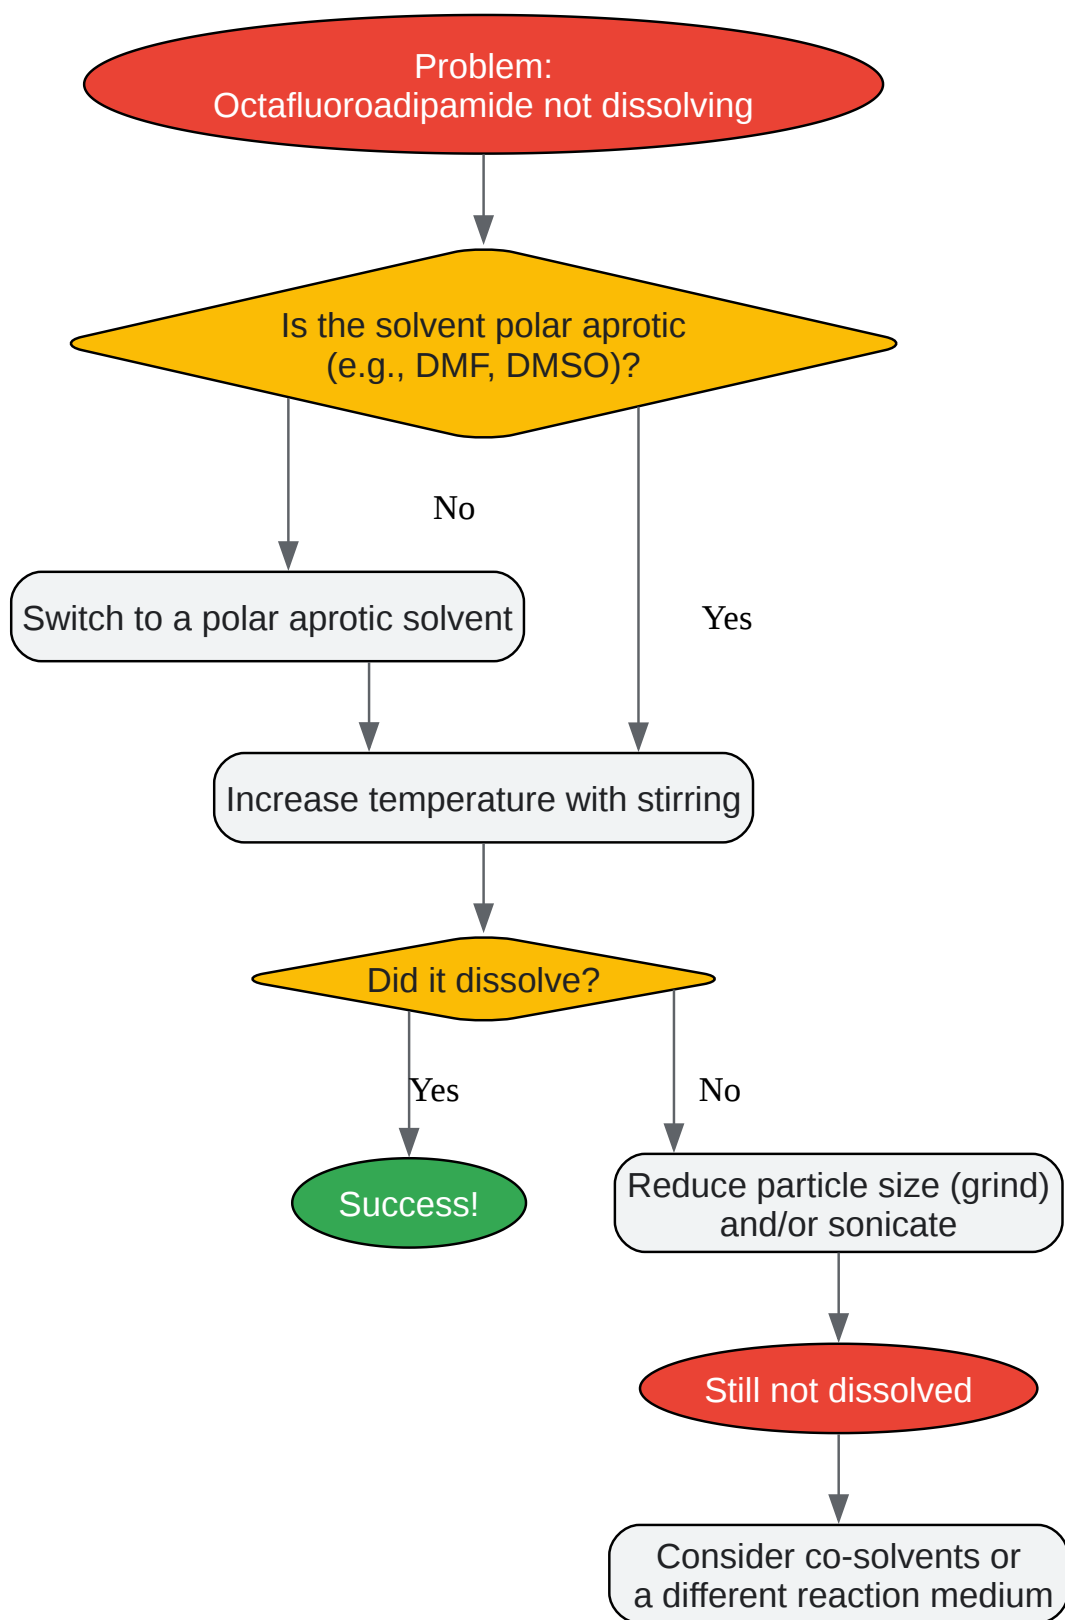 Problem:
Octafluoroadipamide not dissolving
Is the solvent polar aprotic
(e.g., DMF, DMSO)?
No
Switch to a polar aprotic solvent
Yes
Increase temperature with stirring
Did it dissolve?
Yes
No
Success!
Reduce particle size (grind)
and/or sonicate
Still not dissolved
Consider co-solvents or
a different reaction medium